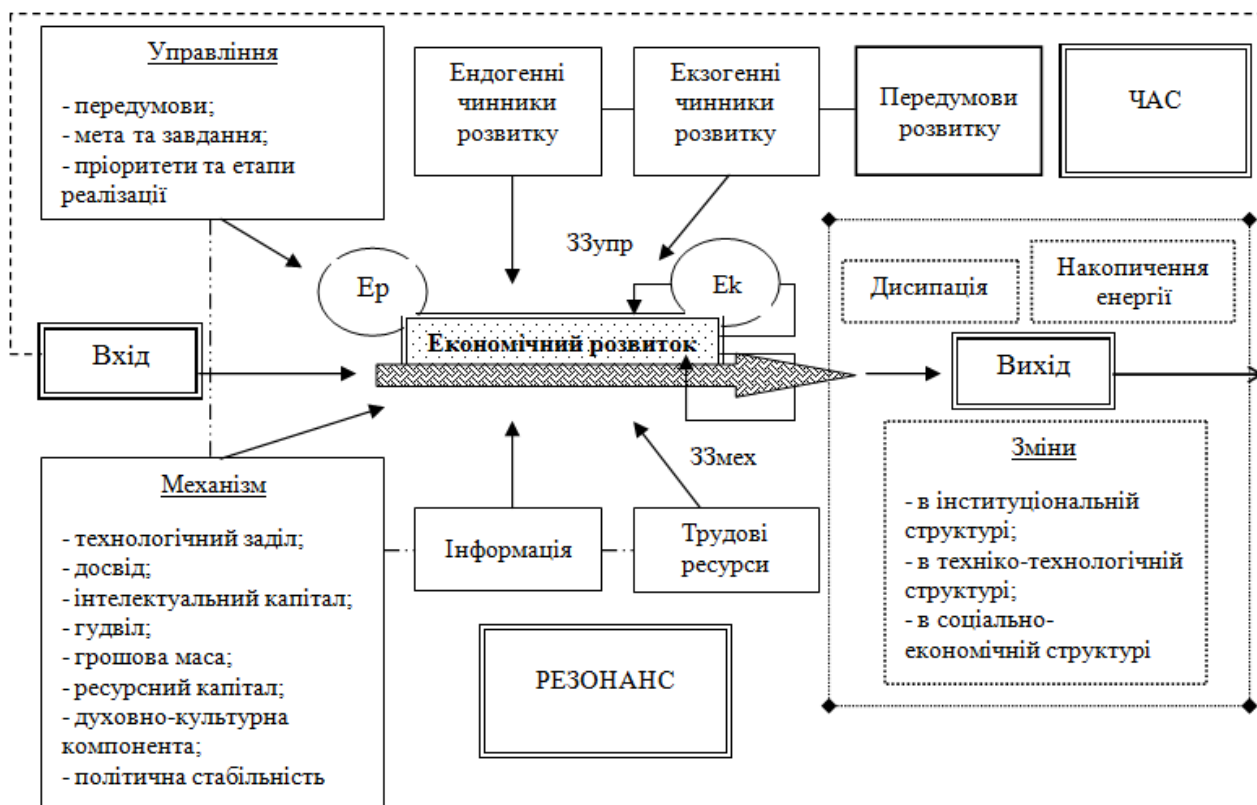 Управління
- передумови;
- мета та завдання;
- пріоритети та етапи
реалізації
Ендогенні
чинники
розвитку
Екзогенні
чинники
розвитку
Передумови
розвитку
ЧАС
ЗЗупр
Ер
Ek
Дисипація
Накопичення
енергії
Вхід
Економічний розвиток
Вихід
ЗЗмех
Механізм
- технологічний заділ;
- досвід;
- інтелектуальний капітал;
- гудвіл;
- грошова маса;
- ресурсний капітал;
- духовно-культурна
компонента;
- політична стабільність
Інформація
Трудові
ресурси
РЕЗОНАНС
Зміни
- в інституціональній
структурі;
- в техніко-технологічній
структурі;
- в соціально-
економічній структурі